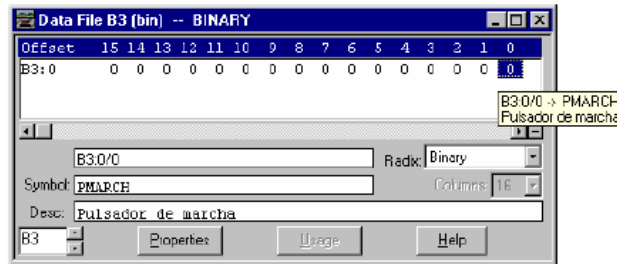 Data File B3 (bin) -- BINARY
Offset 15 14 13 12 11 10 9 8 7 6 5 4 3 2 1 0
B3:0 0 0 0 0 0 0 0 0 0 0 0 0 0 0 0 0
B3:0/0 -> PMARCH
Pulsador de marcha
B3:0/0 Radix: Binary
Symbol: PMARCH Columns: 16
Desc: Pulsador de marcha
B3 Properties Usage Help